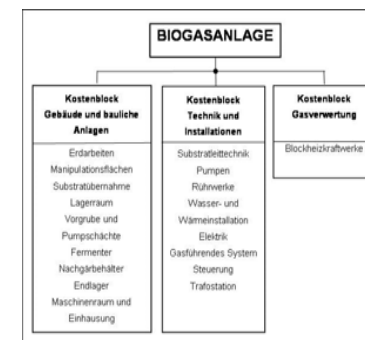 BIOGASANLAGE
Kostenblock
Gebäude und bauliche
Anlagen
Erdarbeiten
Manipulationsflächen
Substratübernahme
Lagerraum
Vorgrube und
Pumpschächte
Fermenter
Nachgärbehälter
Endlager
Maschinenraum und
Einhausung
Kostenblock
Technik und
Installationen
Substratleittechnik
Pumpen
Rührwerke
Wasser- und
Wärmeinstallation
Elektrik
Gasführendes System
Steuerung
Trafostation
Kostenblock
Gasverwertung
Blockheizkraftwerke